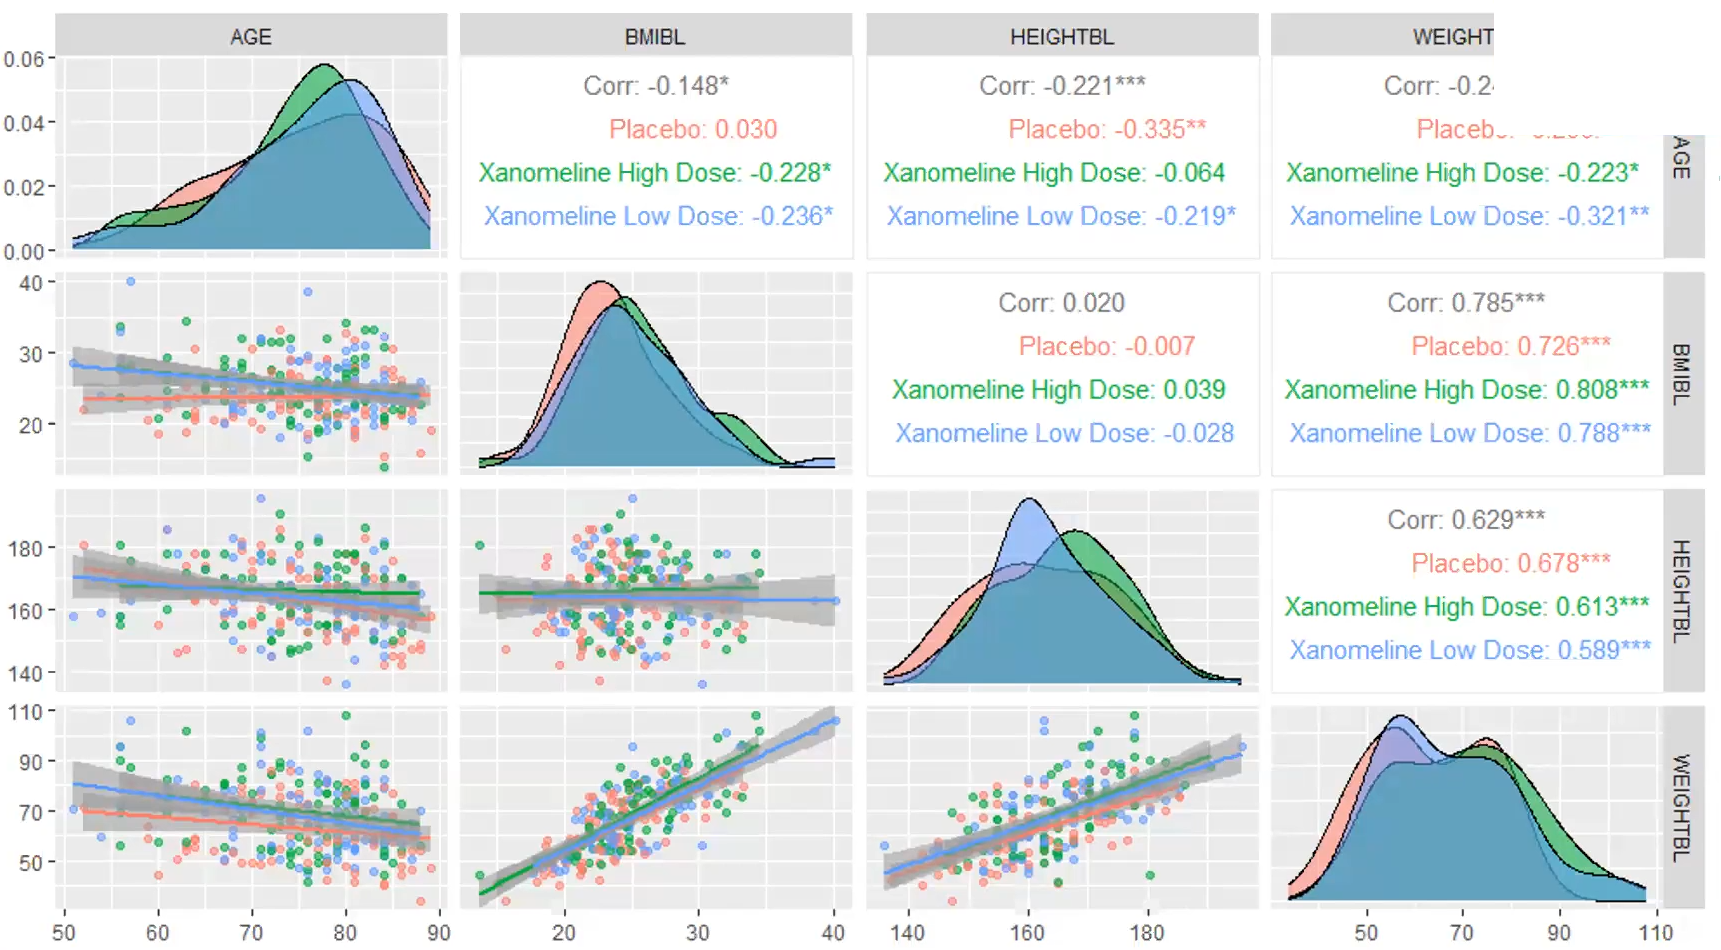 AGE
BMIBL
HEIGHTBL
WEIGHT
0.06
0.04
0.02
0.00
Corr: -0.148*
Placebo: 0.030
Xanomeline High Dose: -0.228*
Xanomeline Low Dose: -0.236*
Corr: -0.221***
Placebo: -0.335**
Xanomeline High Dose: -0.064
Xanomeline Low Dose: -0.219*
Corr: -0.2
Placebo:
Xanomeline High Dose: -0.223*
Xanomeline Low Dose: -0.321**
AGE
40
30
20
Corr: 0.020
Placebo: -0.007
Xanomeline High Dose: 0.039
Xanomeline Low Dose: -0.028
Corr: 0.785***
Placebo: 0.726***
Xanomeline High Dose: 0.808***
Xanomeline Low Dose: 0.788***
BMIBL
180
160
140
Corr: 0.629***
Placebo: 0.678***
Xanomeline High Dose: 0.613***
Xanomeline Low Dose: 0.589***
HEIGHTBL
110
90
70
50
WEIGHTBL
50 60 70 80 90
20 30 40
140 160 180
50 70 90 110